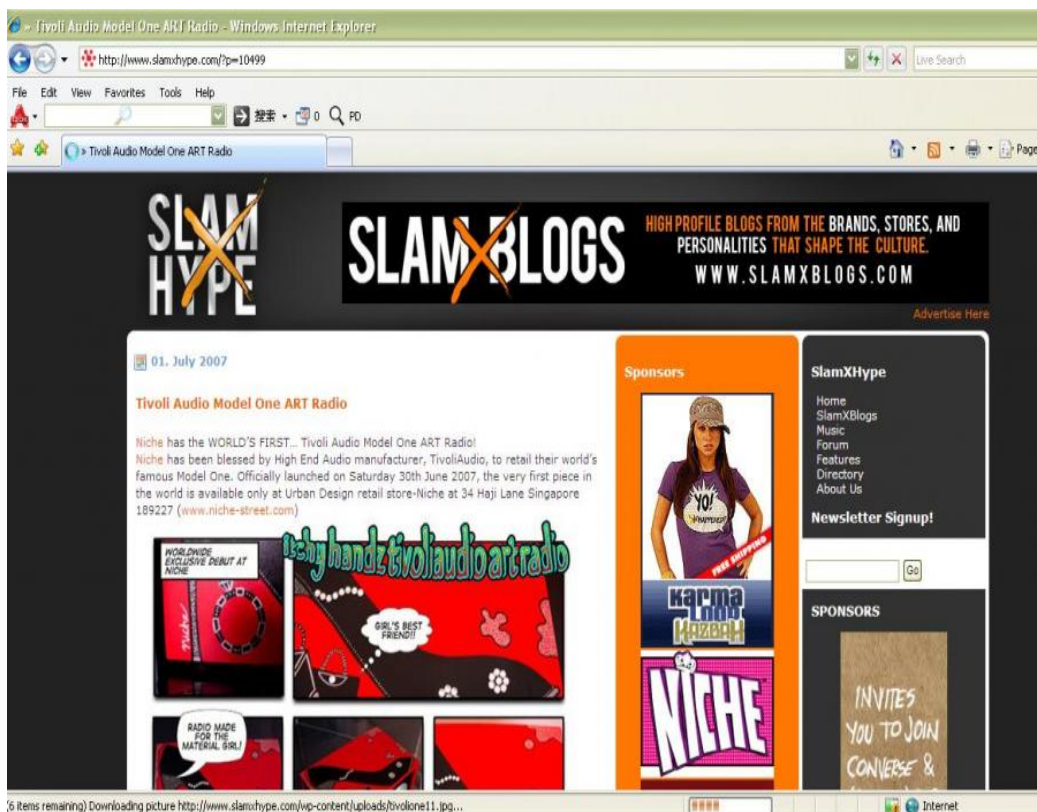 » Tivoli Audio Model One ART Radio - Windows Internet Explorer
http://www.slamxhype.com/?p=10499
Live Search
File Edit View Favorites Tools Help
搜索 0 PD
» Tivoli Audio Model One ART Radio
Page
SLAM X HYPE
SLAMXBLOGS
HIGH PROFILE BLOGS FROM THE BRANDS, STORES, AND
PERSONALITIES THAT SHAPE THE CULTURE.
WWW.SLAMXBLOGS.COM
Advertise Here
01. July 2007
Tivoli Audio Model One ART Radio
Niche has the WORLD'S FIRST... Tivoli Audio Model One ART Radio!
Niche has been blessed by High End Audio manufacturer, TivoliAudio, to retail their world's
famous Model One. Officially launched on Saturday 30th June 2007, the very first piece in
the world is available only at Urban Design retail store-Niche at 34 Haji Lane Singapore
189227 (www.niche-street.com)
WORLDWIDE
EXCLUSIVE DEBUT AT
NICHE
itchy handz tivoliaudio art radio
niche
GIRL'S BEST
FRIEND!!
RADIO MADE
FOR THE
MATERIAL GIRL!
Sponsors
YO!
FREE SHIPPING
karma
LOOP
KAZBAH
NICHE
SlamXHype
Home
SlamXBlogs
Music
Forum
Features
Directory
About Us
Newsletter Signup!
Go
SPONSORS
INVITES
YOU TO JOIN
CONVERSE &
(6 items remaining) Downloading picture http://www.slamxhype.com/wp-content/uploads/tivolione11.jpg...
Internet